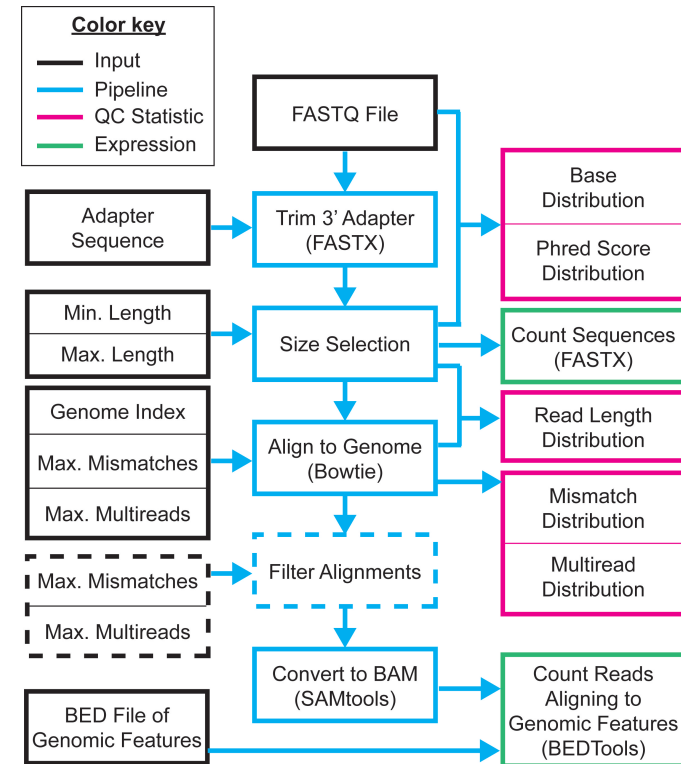 Color key
Input
Pipeline
QC Statistic
Expression
FASTQ File
Adapter
Sequence
Trim 3’ Adapter
(FASTX)
Base
Distribution
Phred Score
Distribution
Min. Length
Max. Length
Size Selection
Count Sequences
(FASTX)
Genome Index
Max. Mismatches
Max. Multireads
Align to Genome
(Bowtie)
Read Length
Distribution
Mismatch
Distribution
Multiread
Distribution
Max. Mismatches
Max. Multireads
Filter Alignments
Convert to BAM
(SAMtools)
BED File of
Genomic Features
Count Reads
Aligning to
Genomic Features
(BEDTools)